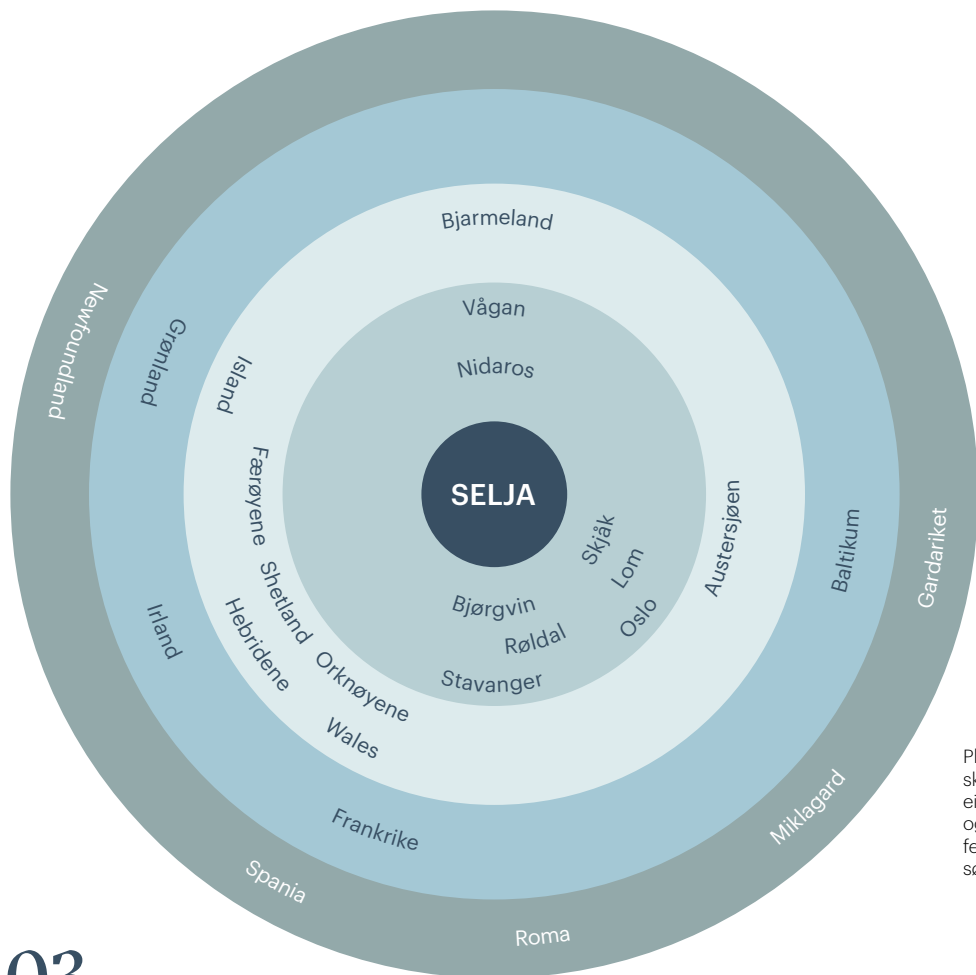 Bjarmeland
Vågan
Nidaros
SELJA
Newfoundland
Grønland
Island
Færøyene
Shetland
Hebridene
Orknøyene
Wales
Irland
Frankrike
Spania
Roma
Skjåk
Lom
Oslo
Bjørgvin
Røldal
Stavanger
Austersjøen
Baltikum
Gardariket
Miklagard